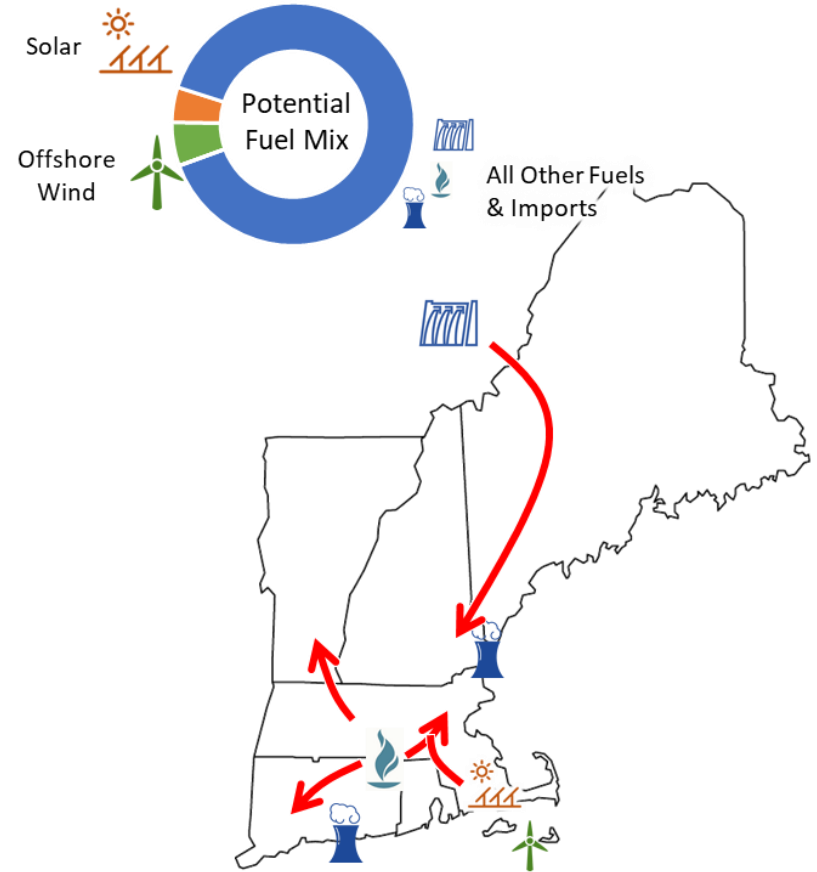 Solar
Potential
Fuel Mix
Offshore
Wind
All Other Fuels
& Imports